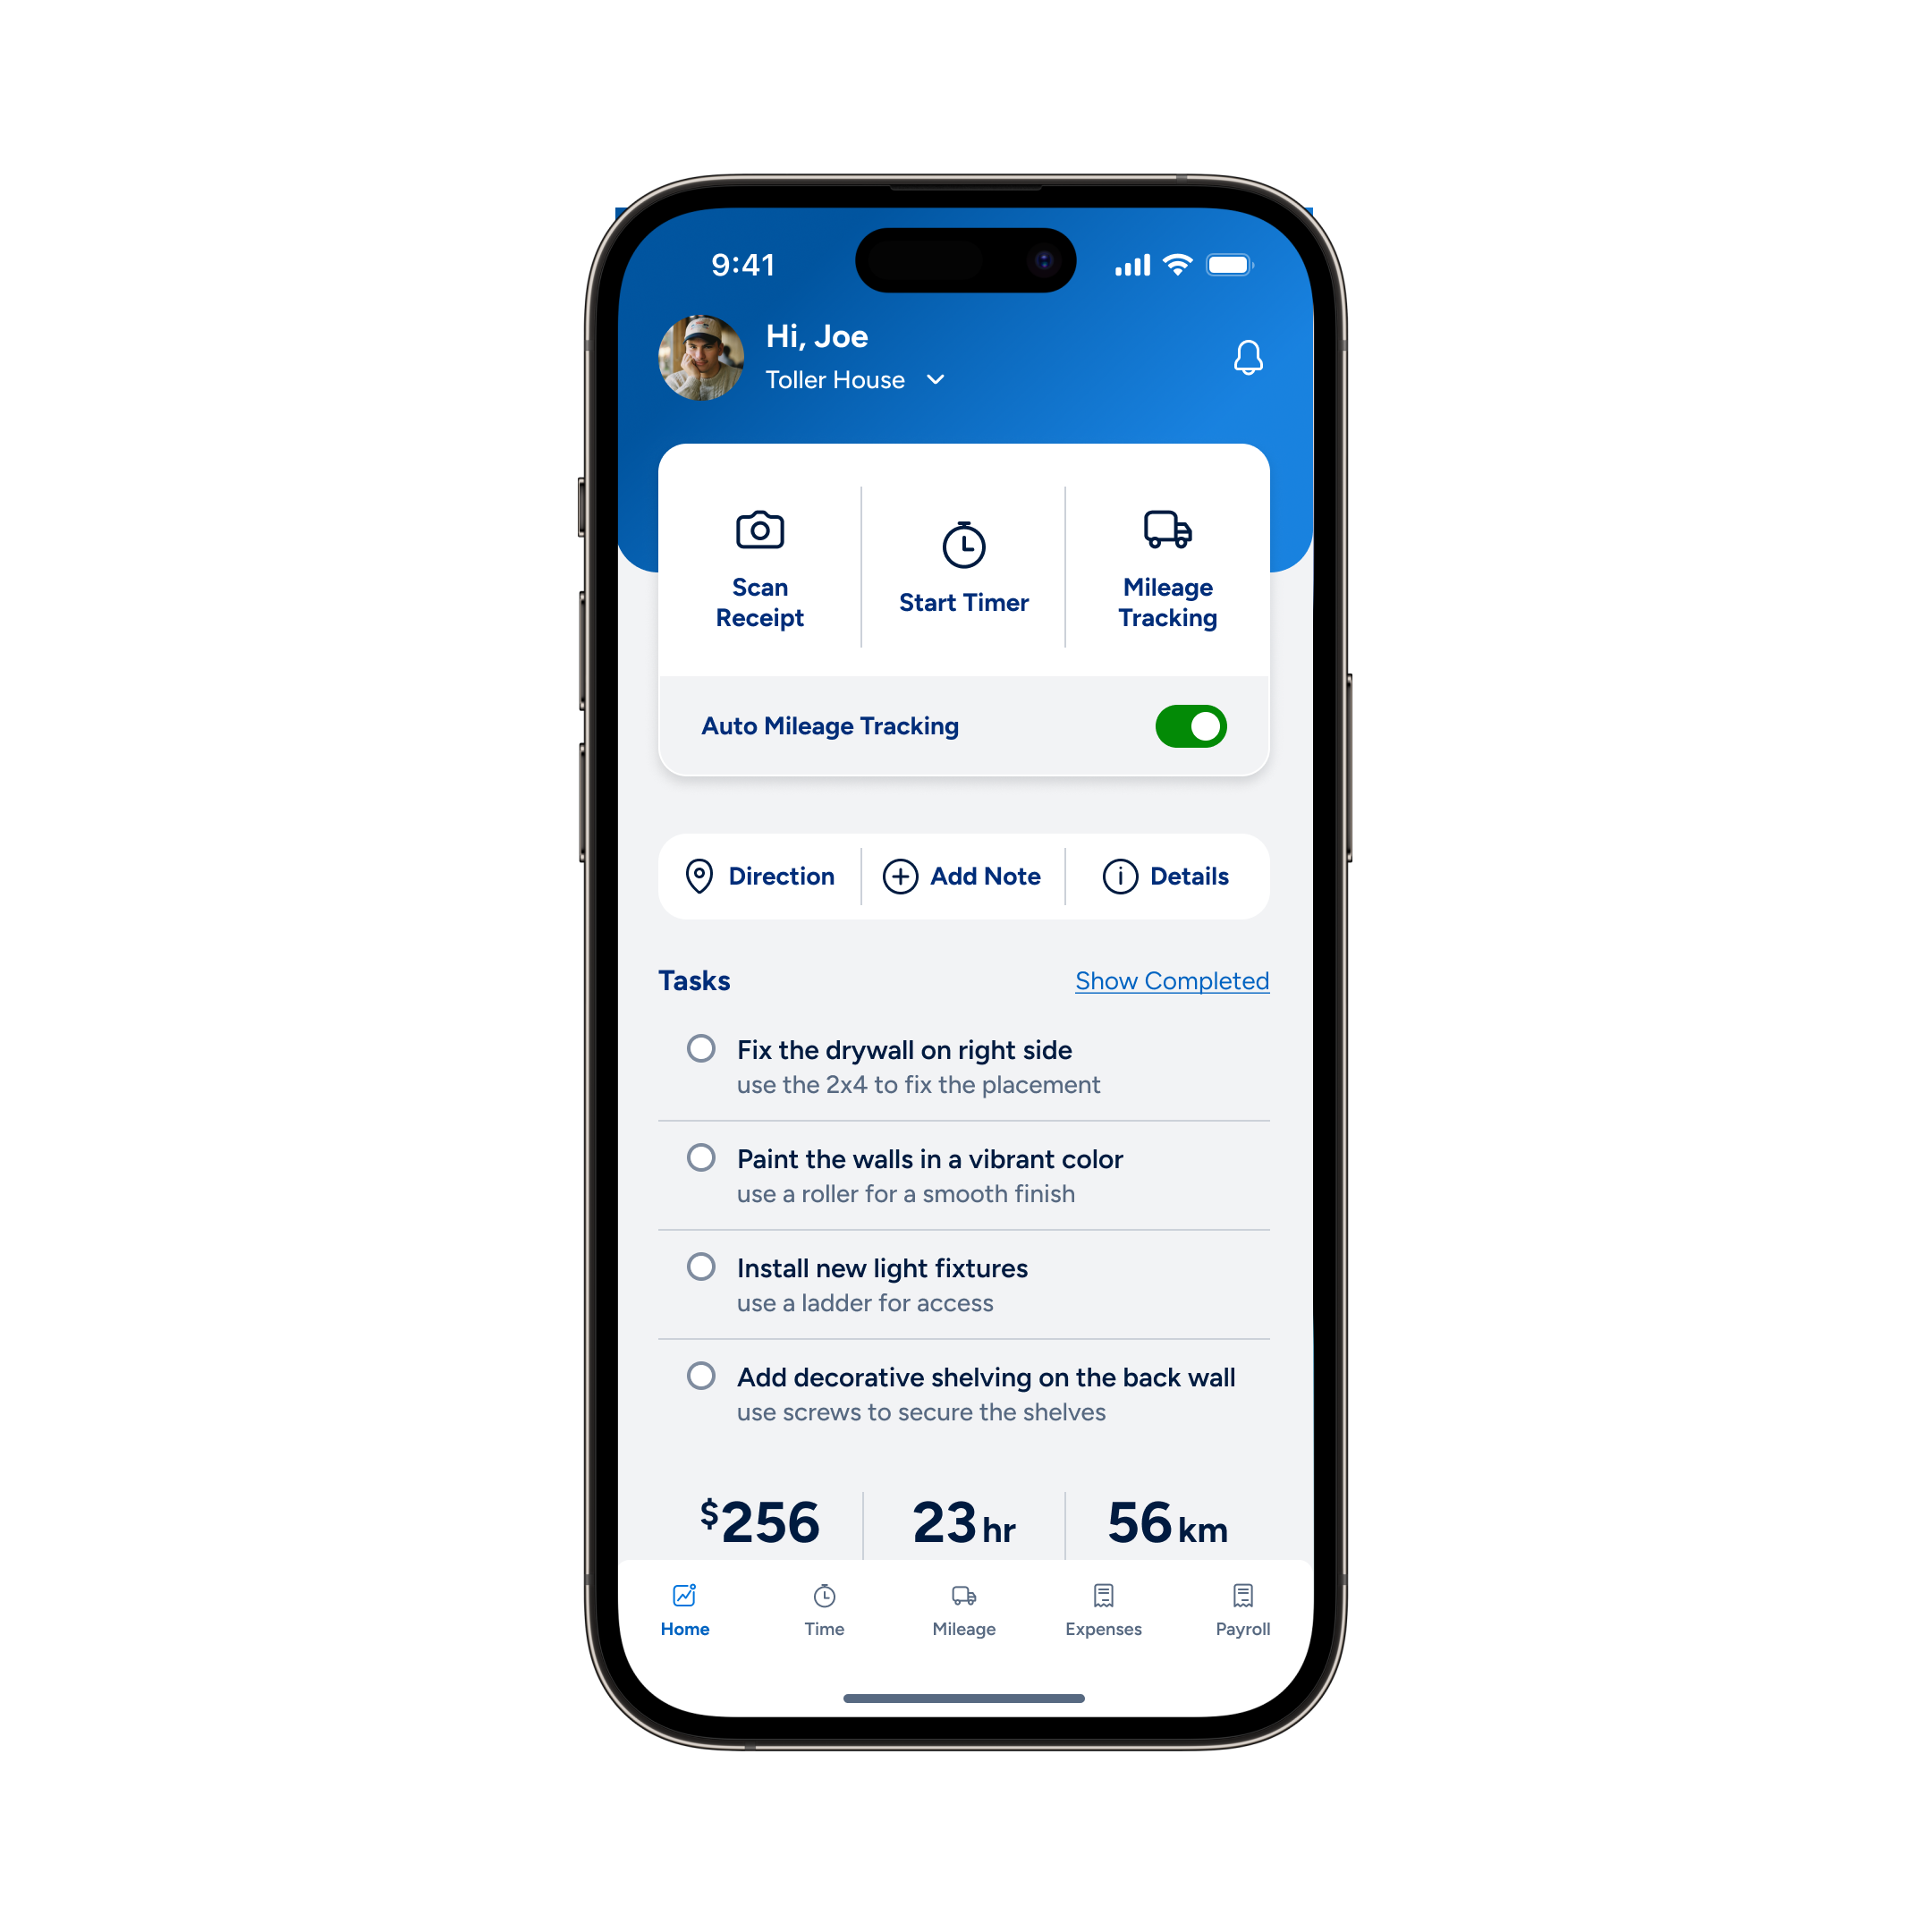 9:41
Hi, Joe
Toller House
Scan
Receipt
Start Timer
Mileage
Tracking
Auto Mileage Tracking
Direction
Add Note
Details
Tasks
Show Completed
Fix the drywall on right side
use the 2x4 to fix the placement
Paint the walls in a vibrant color
use a roller for a smooth finish
Install new light fixtures
use a ladder for access
Add decorative shelving on the back wall
use screws to secure the shelves
$256
23 hr
56 km
Home
Time
Mileage
Expenses
Payroll